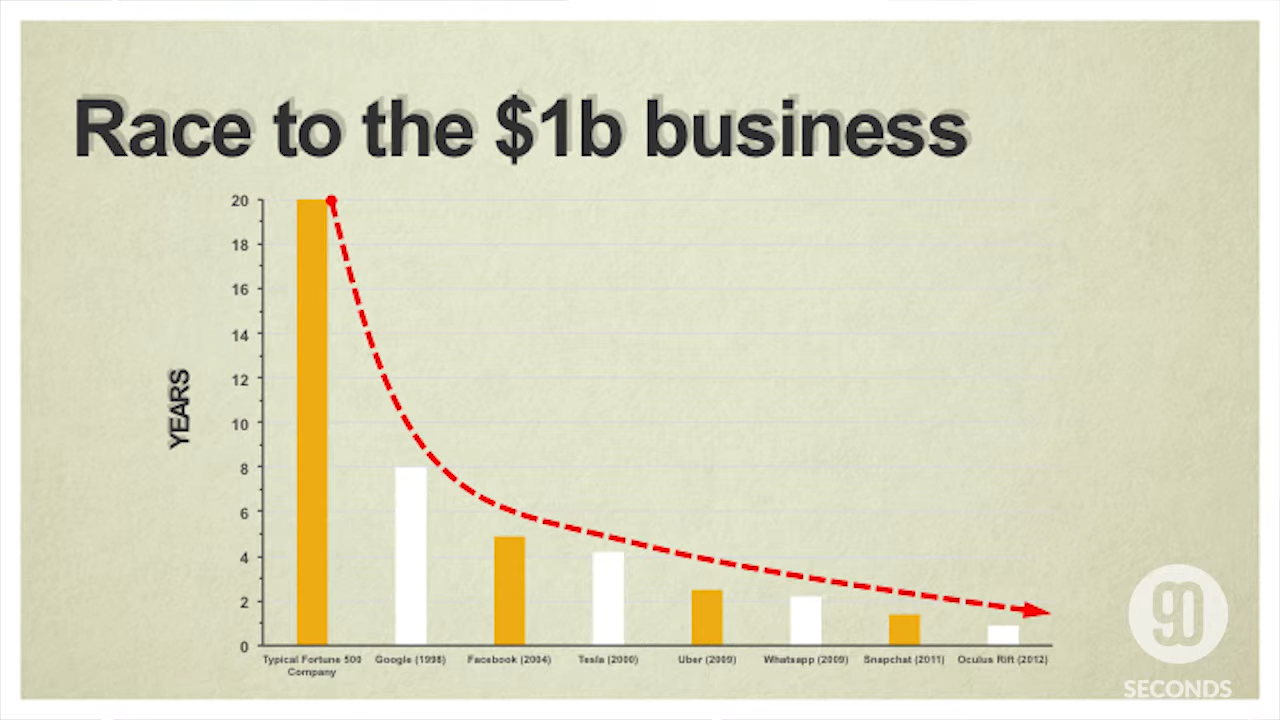 Race to the $1b business
20
18
16
14
12
10
8
6
4
2
0
YEARS
Typical Fortune 500
Company
Google (1998)
Facebook (2004)
Tesla (2000)
Uber (2009)
Whatsapp (2009)
Snapchat (2011)
Oculus Rift (2012)
90
SECONDS